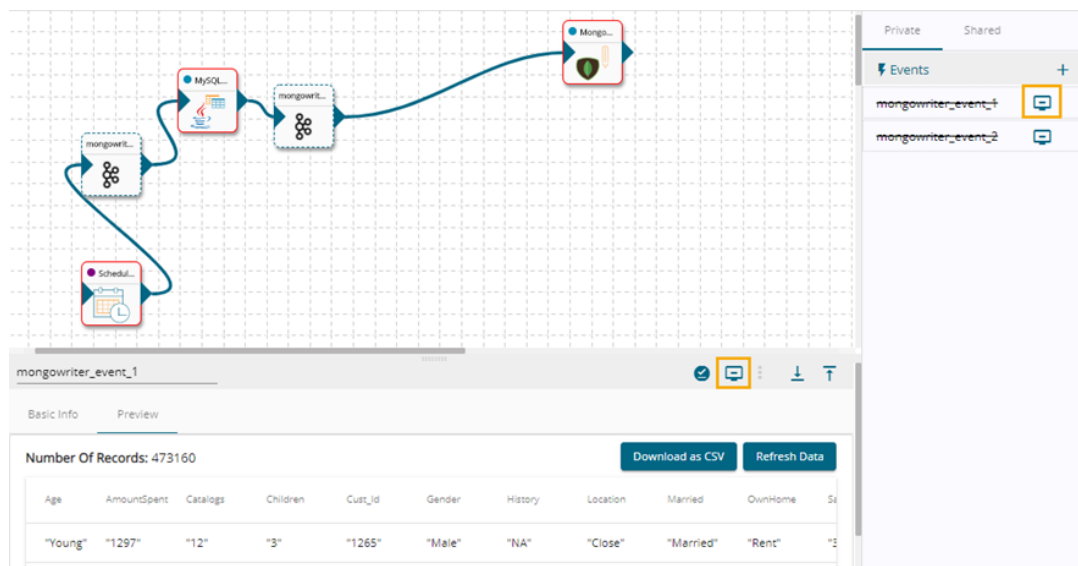 Mongo...
MySQL...
mongowrit...
mongowrit...
Schedul...
Private Shared
Events +
mongowriter_event_1
mongowriter_event_2
mongowriter_event_1
Basic Info Preview
Number Of Records: 473160
Download as CSV Refresh Data
Age AmountSpent Catalogs Children Cust_Id Gender History Location Married OwnHome Sa
"Young" "1297" "12" "3" "1265" "Male" "NA" "Close" "Married" "Rent"